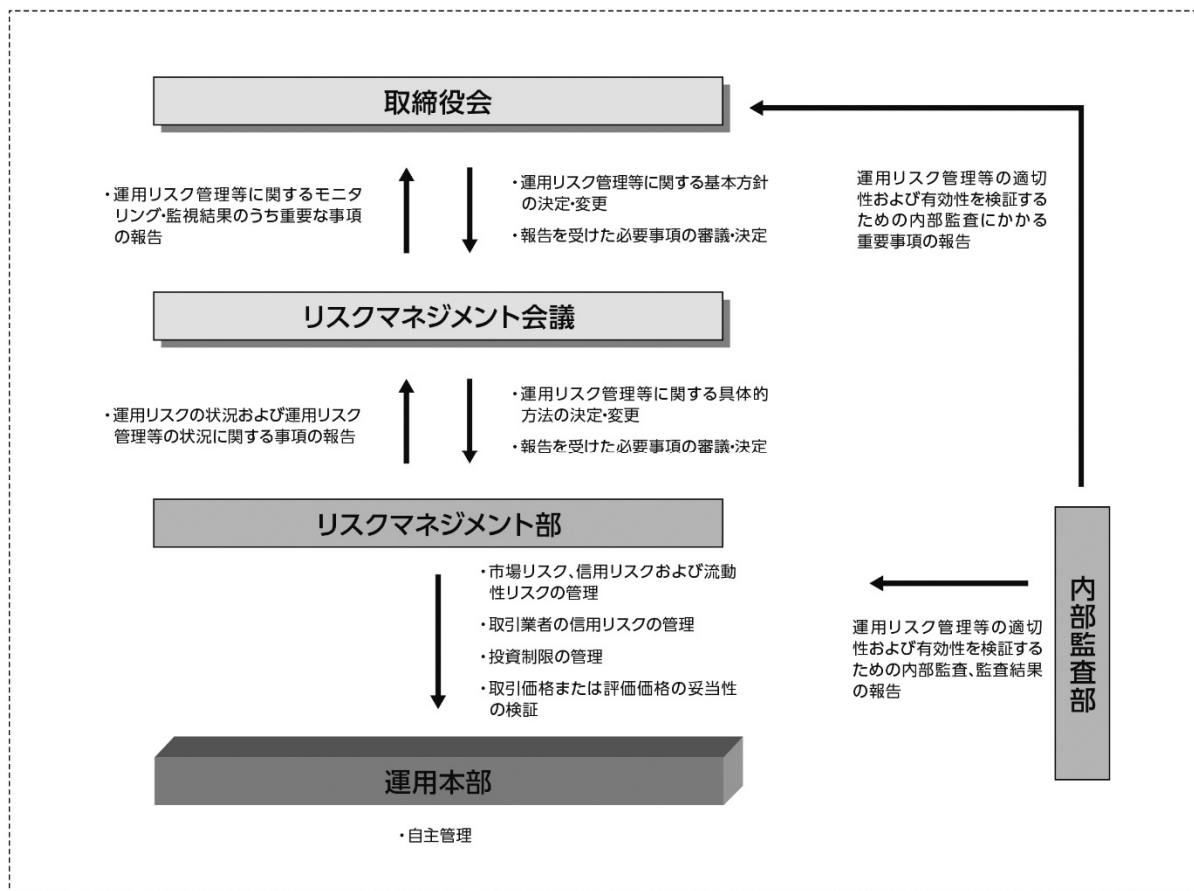 取締役会
・運用リスク管理等に関するモニ
タリング・監視結果のうち重要な事項
の報告
・運用リスク管理等に関する基本方針
の決定・変更
・報告を受けた必要事項の審議・決定
運用リスク管理等の適切
性および有効性を検証す
るための内部監査にかかる
重要事項の報告
リスクマネジメント会議
・運用リスクの状況および運用リスク
管理等の状況に関する事項の報告
・運用リスク管理等に関する具体的
方法の決定・変更
・報告を受けた必要事項の審議・決定
リスクマネジメント部
・市場リスク、信用リスクおよび流動
性リスクの管理
・取引業者の信用リスクの管理
・投資制限の管理
・取引価格または評価価格の妥当性
の検証
運用リスク管理等の適切
性および有効性を検証する
ための内部監査、監査結果
の報告
内部監査部
運用本部
・自主管理